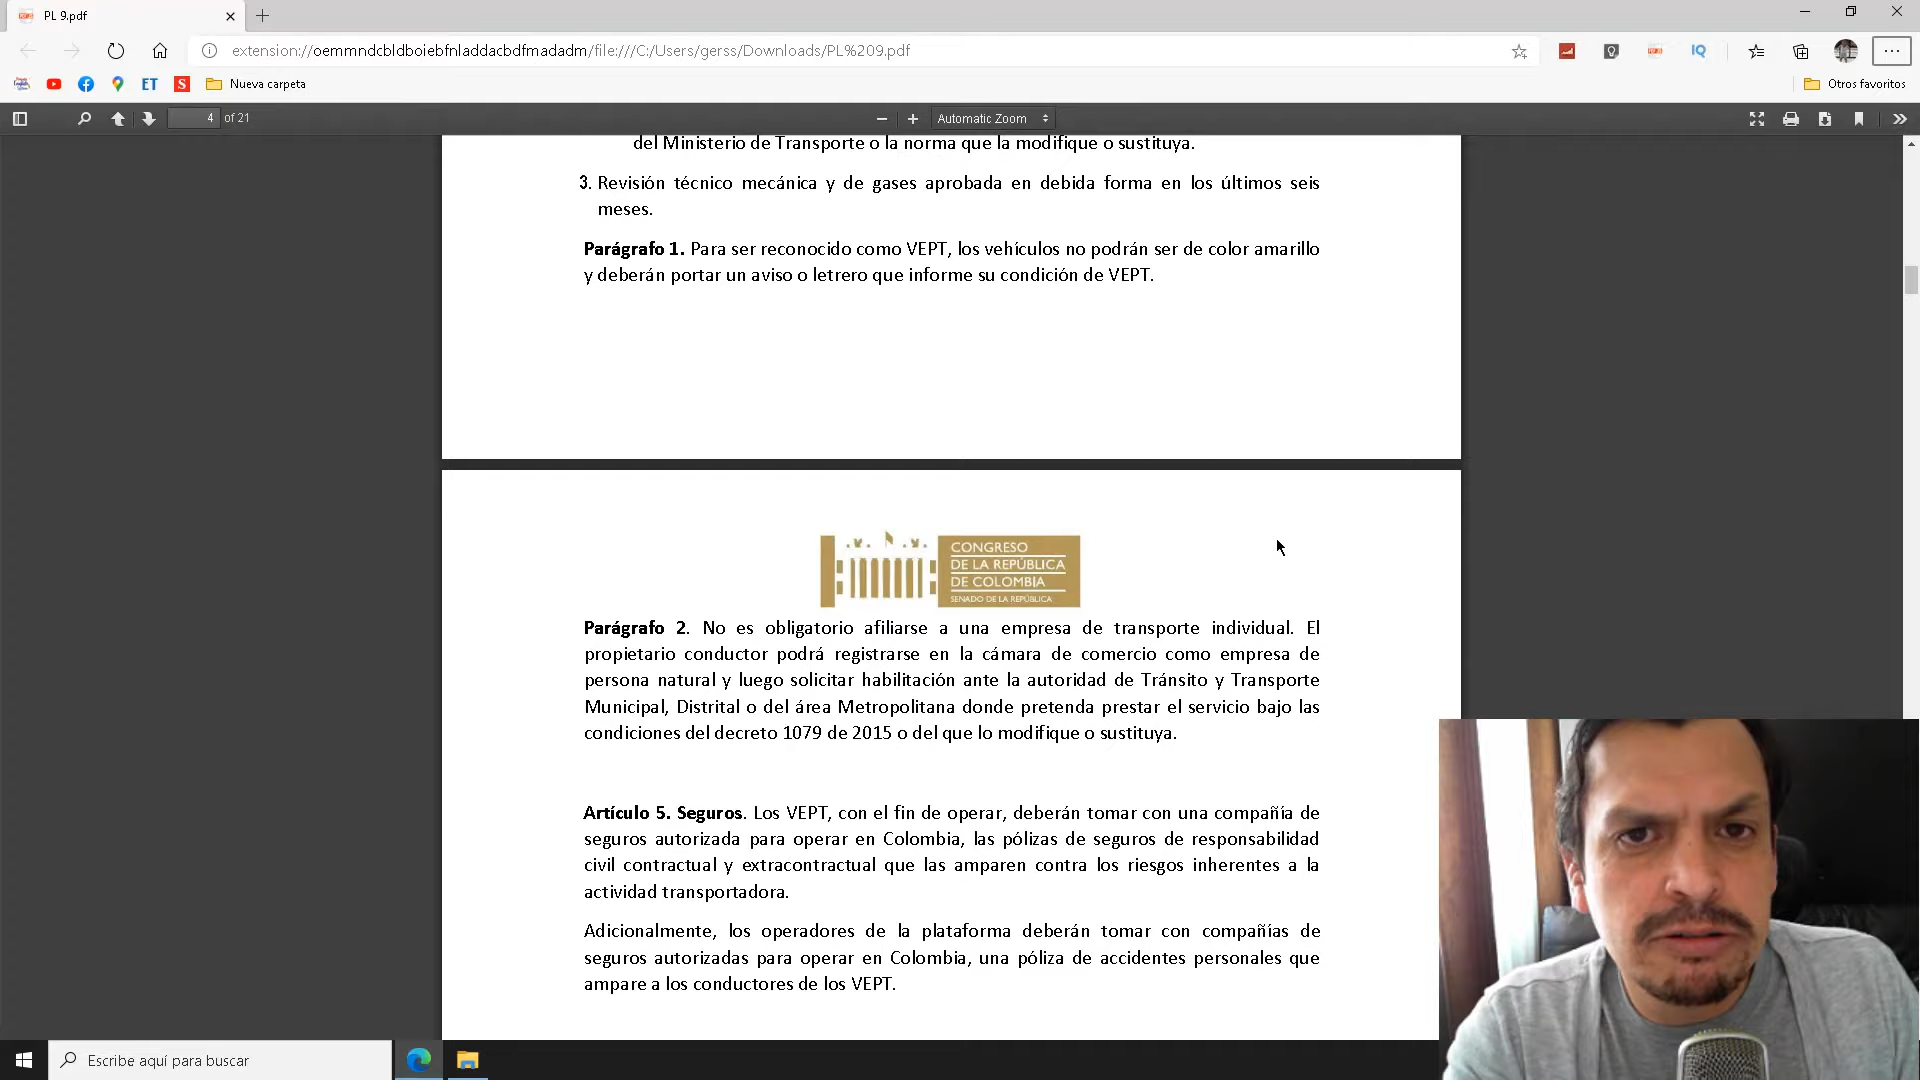 PL 9.pdf
extension://oemmndcbldboiebfnladdacbdfmadadm/file:///C:/Users/gerss/Downloads/PL%209.pdf
IQ
ET
S
Nueva carpeta
Otros favoritos
4 of 21
Automatic Zoom
del Ministerio de Transporte o la norma que la modifique o sustituya.
3. Revisión técnico mecánica y de gases aprobada en debida forma en los últimos seis
meses.
Parágrafo 1. Para ser reconocido como VEPT, los vehículos no podrán ser de color amarillo
y deberán portar un aviso o letrero que informe su condición de VEPT.
CONGRESO
DE LA REPÚBLICA
DE COLOMBIA
SENADO DE LA REPÚBLICA
Parágrafo 2. No es obligatorio afiliarse a una empresa de transporte individual. El
propietario conductor podrá registrarse en la cámara de comercio como empresa de
persona natural y luego solicitar habilitación ante la autoridad de Tránsito y Transporte
Municipal, Distrital o del área Metropolitana donde pretenda prestar el servicio bajo las
condiciones del decreto 1079 de 2015 o del que lo modifique o sustituya.
Artículo 5. Seguros. Los VEPT, con el fin de operar, deberán tomar con una compañía de
seguros autorizada para operar en Colombia, las pólizas de seguros de responsabilidad
civil contractual y extracontractual que las amparen contra los riesgos inherentes a la
actividad transportadora.
Adicionalmente, los operadores de la plataforma deberán tomar con compañías de
seguros autorizadas para operar en Colombia, una póliza de accidentes personales que
ampare a los conductores de los VEPT.
Escribe aquí para buscar